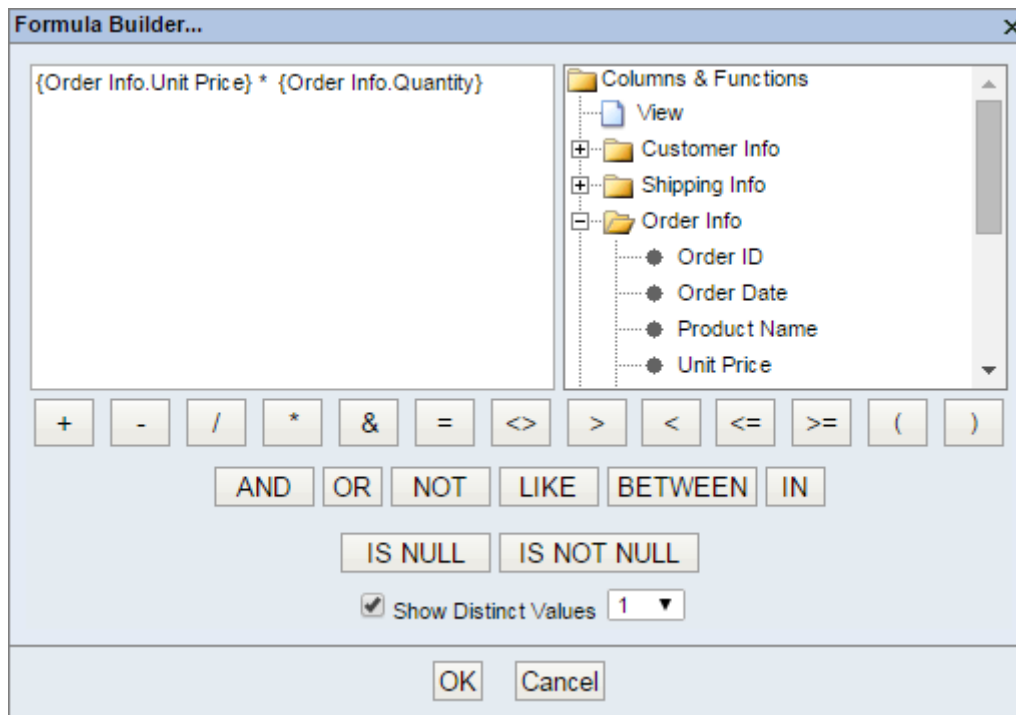 Formula Builder...
{Order Info.Unit Price} * {Order Info.Quantity}
Columns & Functions
View
Customer Info
Shipping Info
Order Info
Order ID
Order Date
Product Name
Unit Price
+ - / * & = <> > < <= >= ( )
AND OR NOT LIKE BETWEEN IN
IS NULL IS NOT NULL
Show Distinct Values 1
OK Cancel